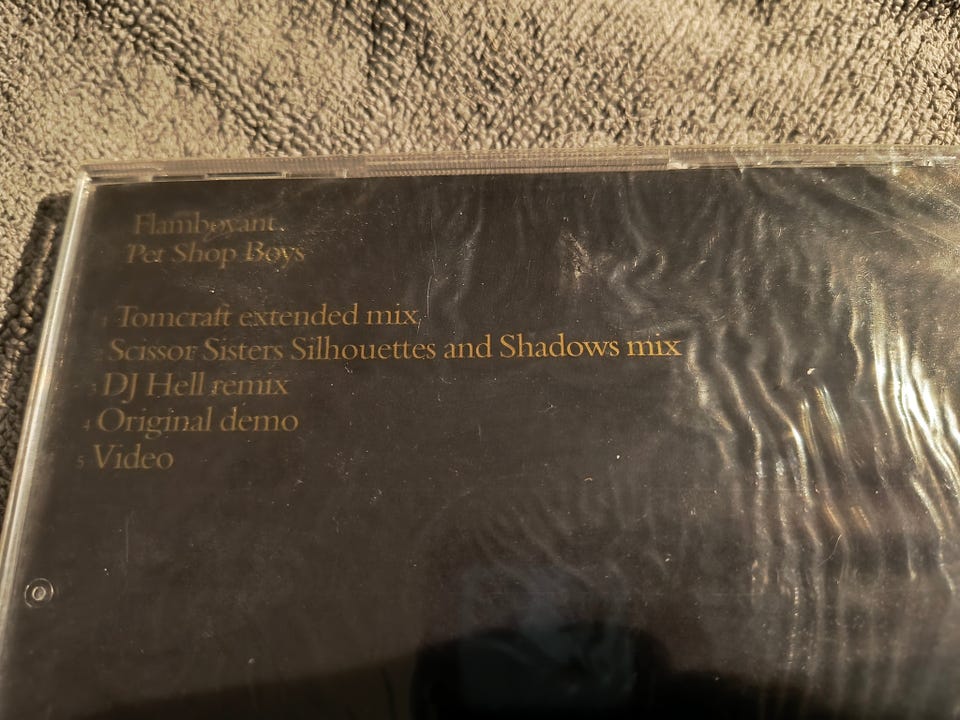 Flamboyant.
Pet Shop Boys
1 Tomcraft extended mix
2 Scissor Sisters Silhouettes and Shadows mix
3 DJ Hell remix
4 Original demo
5 Video